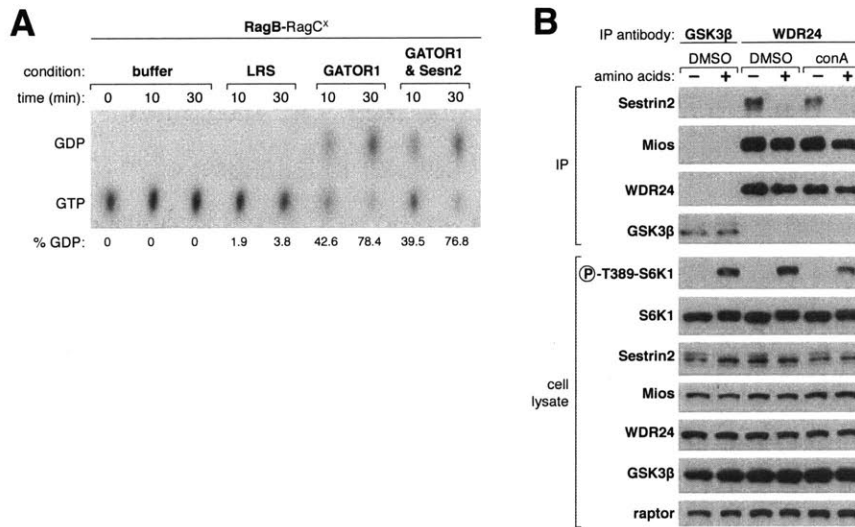 A
RagB-RagCˣ
condition: buffer LRS GATOR1 GATOR1 & Sesn2
time (min): 0 10 30 10 30 10 30 10 30
GDP
GTP
% GDP: 0 0 0 1.9 3.8 42.6 78.4 39.5 76.8
B
IP antibody: GSK3β WDR24
DMSO DMSO conA
amino acids: − + − + − +
IP
Sestrin2
Mios
WDR24
GSK3β
cell lysate
Ⓟ-T389-S6K1
S6K1
Sestrin2
Mios
WDR24
GSK3β
raptor